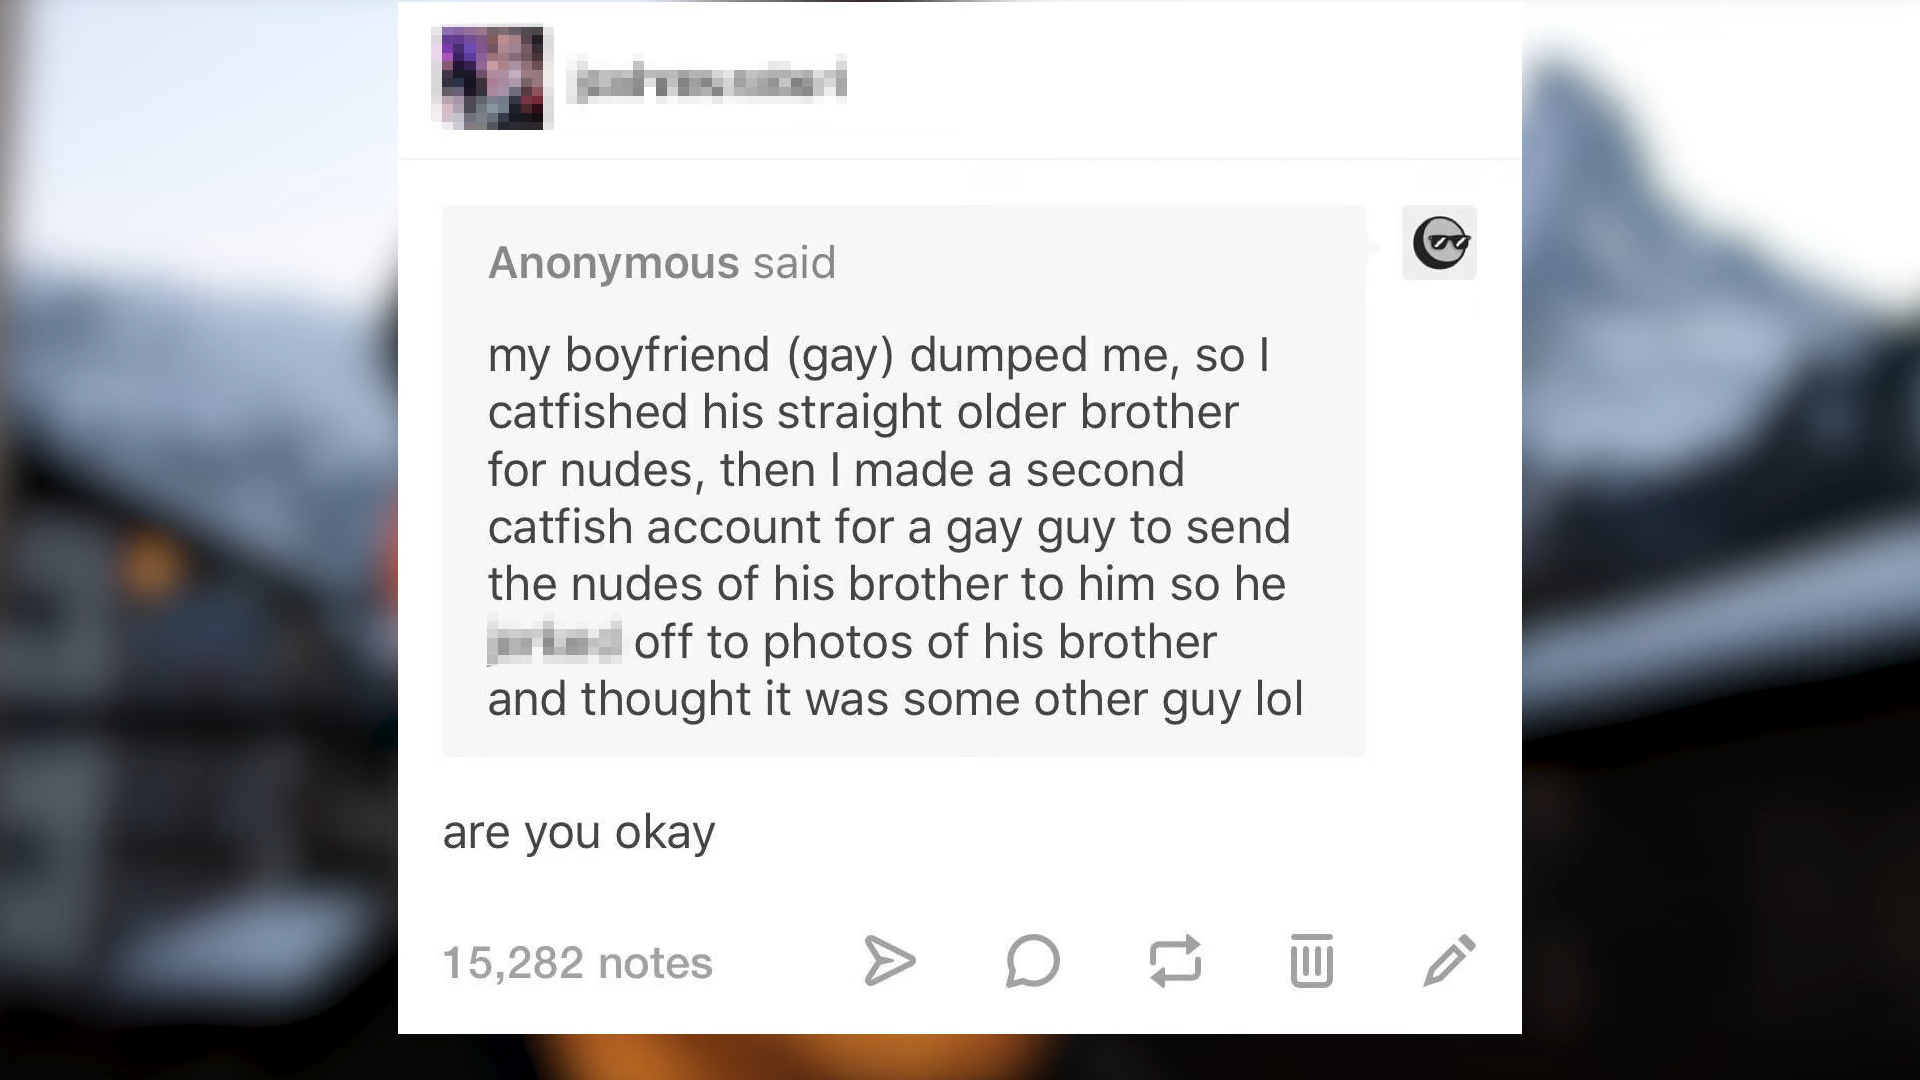 Anonymous said
my boyfriend (gay) dumped me, so I
catfished his straight older brother
for nudes, then I made a second
catfish account for a gay guy to send
the nudes of his brother to him so he
off to photos of his brother
and thought it was some other guy lol
are you okay
15,282 notes